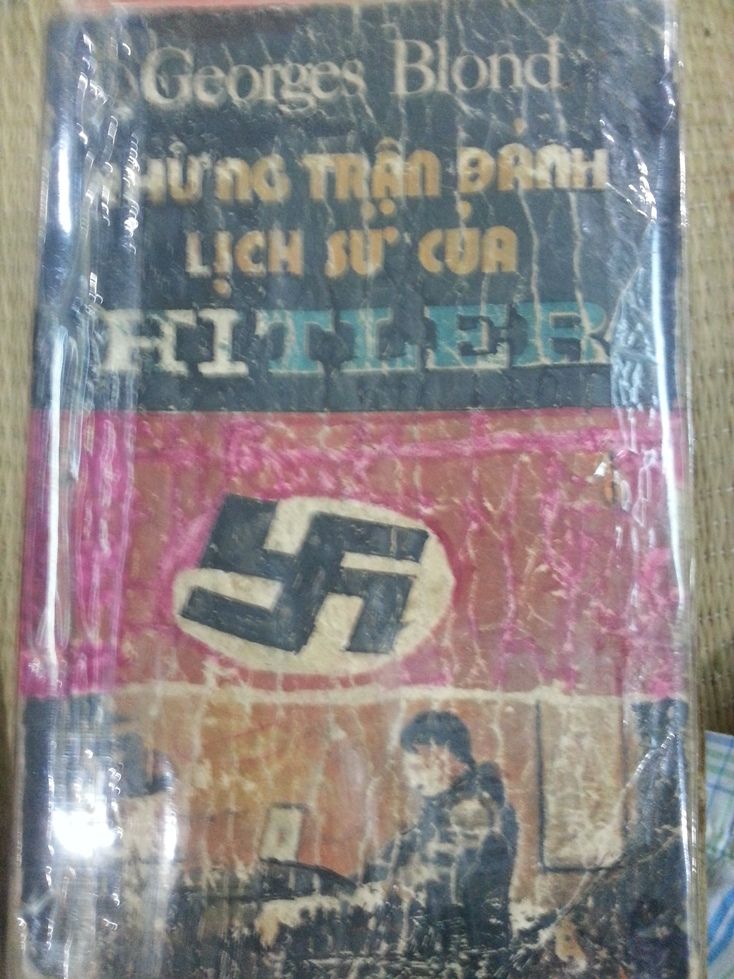 Georges Blond
NHỮNG TRẬN ĐÁNH
LỊCH SỬ CỦA
HITLER